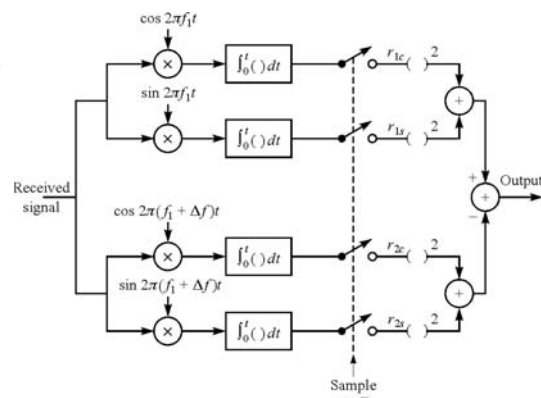 cos 2πf₁t
× ∫₀ᵗ( ) dt r₁c ( )²
sin 2πf₁t
+
× ∫₀ᵗ( ) dt r₁s ( )²
Received
signal
+
+
−
Output
cos 2π(f₁ + Δf)t
× ∫₀ᵗ( ) dt r₂c ( )²
sin 2π(f₁ + Δf)t
+
× ∫₀ᵗ( ) dt r₂s ( )²
Sample